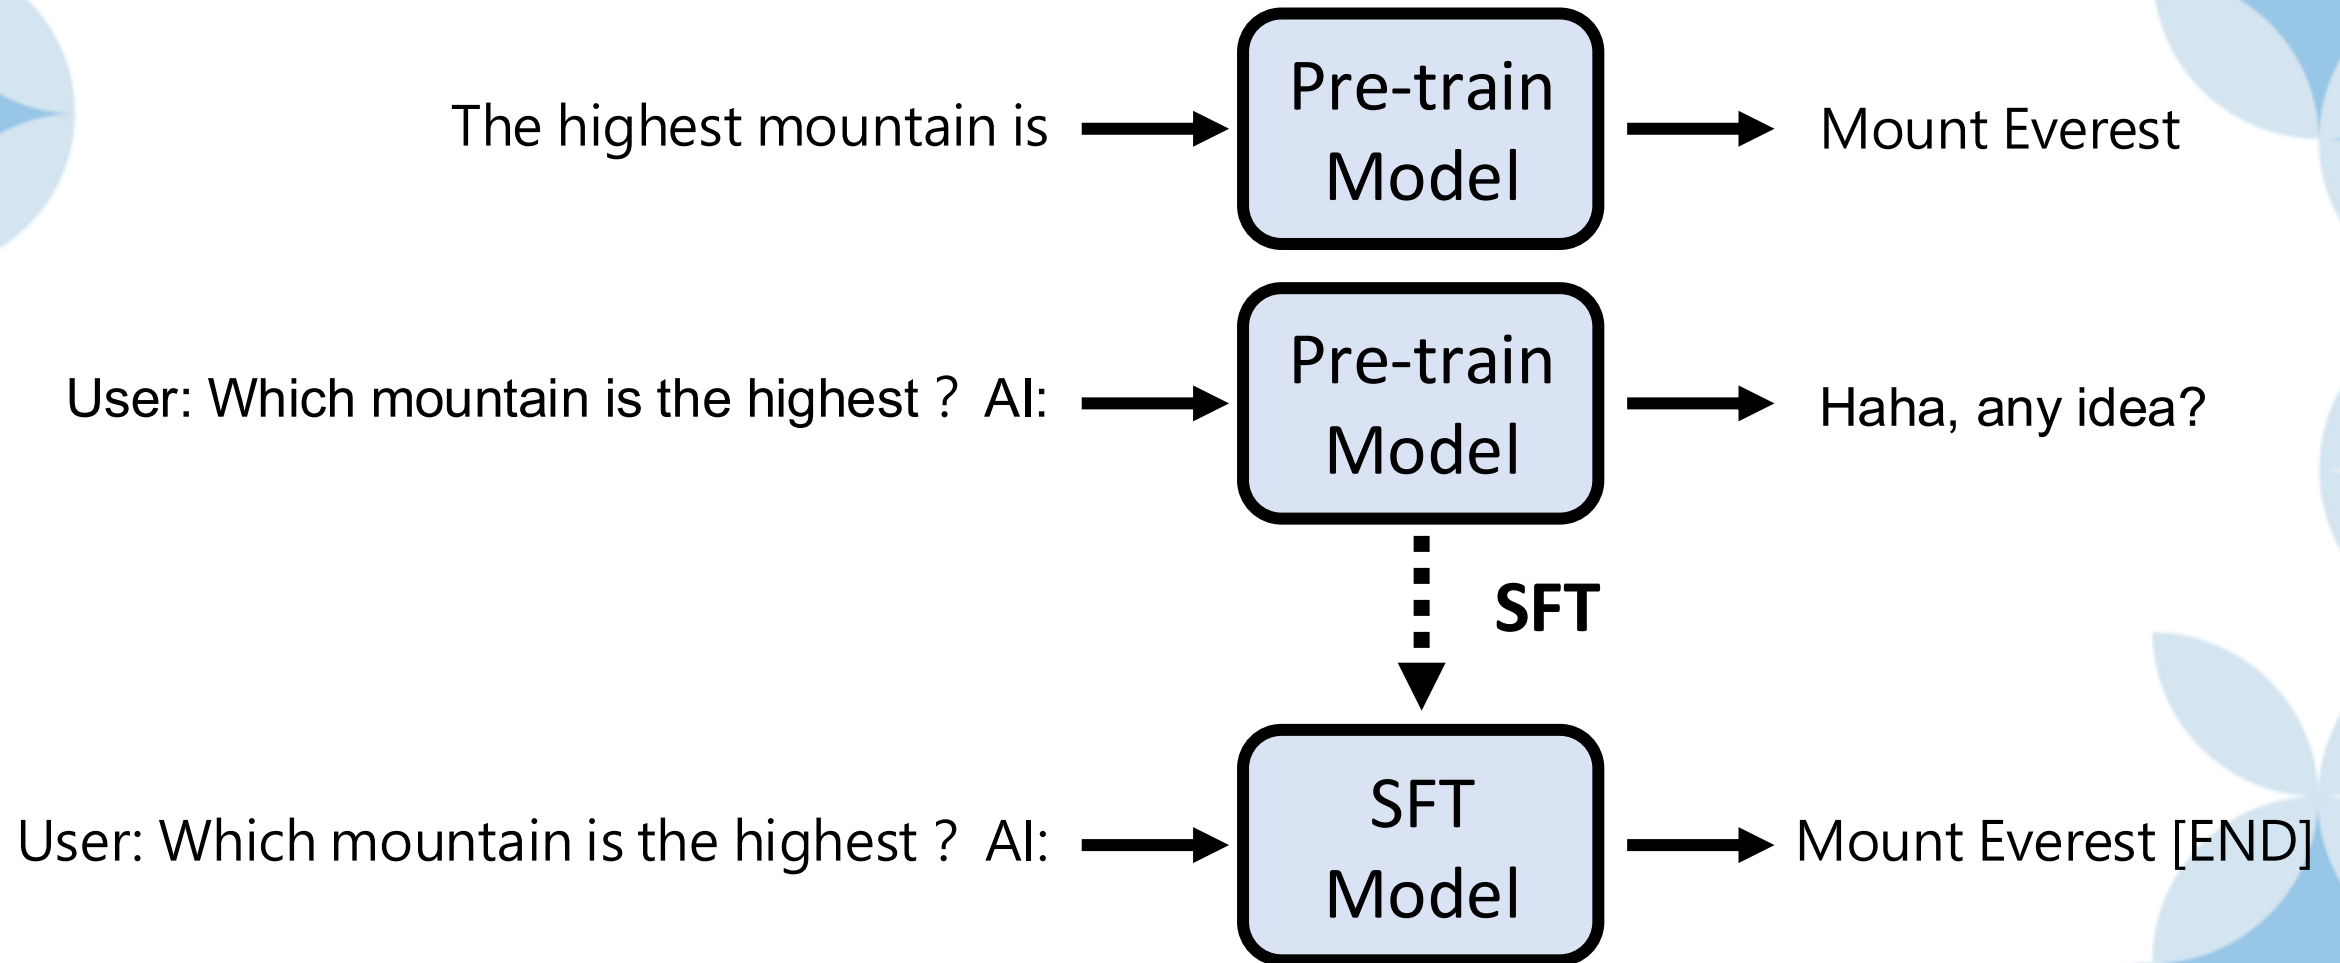 The highest mountain is
Pre-train
Model
Mount Everest
User: Which mountain is the highest？ AI:
Pre-train
Model
Haha, any idea?
SFT
User: Which mountain is the highest？ AI:
SFT
Model
Mount Everest [END]